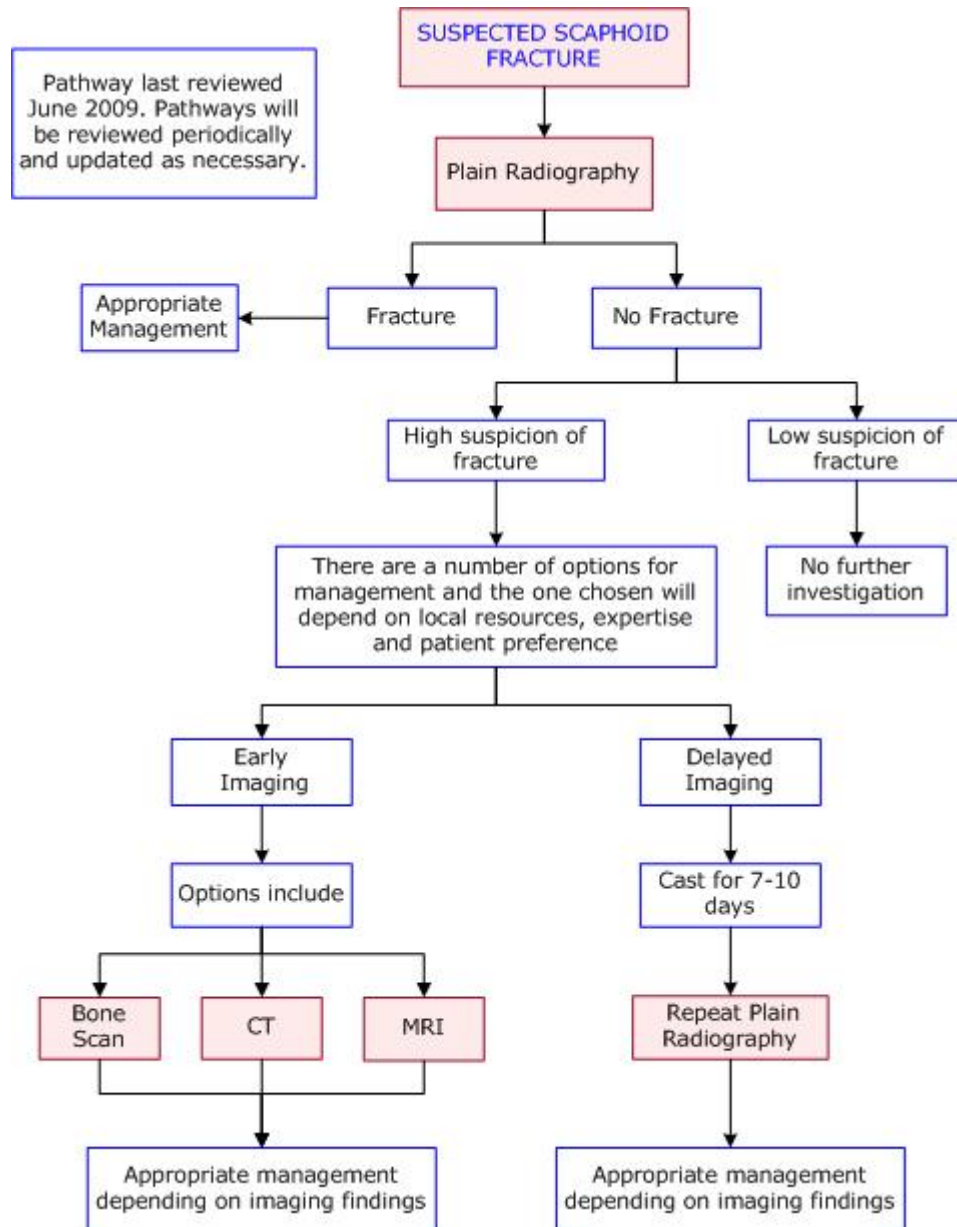 SUSPECTED SCAPHOID
FRACTURE
Pathway last reviewed
June 2009. Pathways will
be reviewed periodically
and updated as necessary.
Plain Radiography
Appropriate
Management
Fracture
No Fracture
High suspicion of
fracture
Low suspicion of
fracture
There are a number of options for
management and the one chosen will
depend on local resources, expertise
and patient preference
No further
investigation
Early
Imaging
Delayed
Imaging
Options include
Cast for 7-10
days
Bone
Scan
CT
MRI
Repeat Plain
Radiography
Appropriate management
depending on imaging findings
Appropriate management
depending on imaging findings